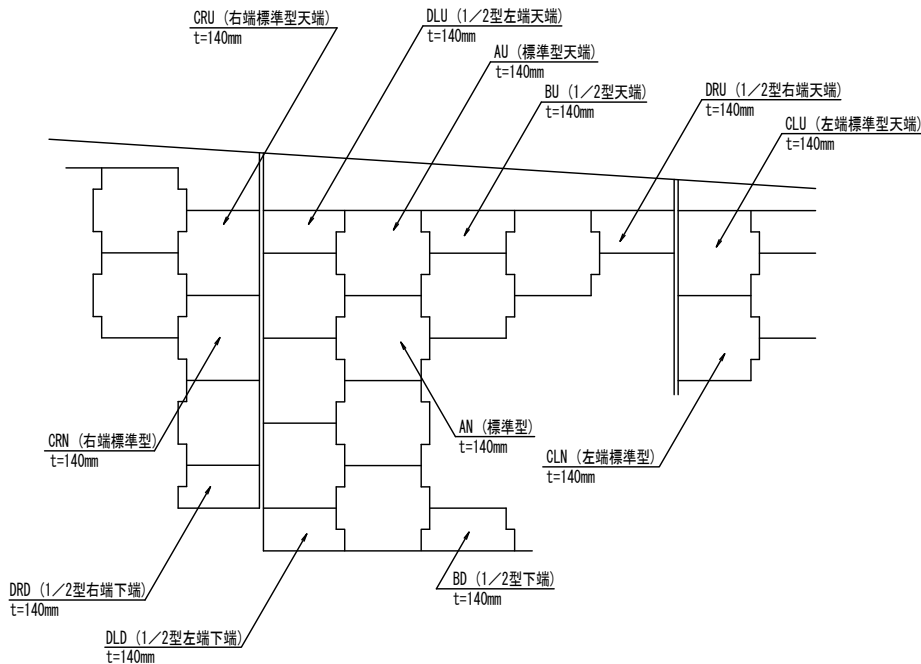 CRU (右端標準型天端)
t=140mm
DLU (1／2型左端天端)
t=140mm
AU (標準型天端)
t=140mm
BU (1／2型天端)
t=140mm
DRU (1／2型右端天端)
t=140mm
CLU (左端標準型天端)
t=140mm
CRN (右端標準型)
t=140mm
AN (標準型)
t=140mm
CLN (左端標準型)
t=140mm
DRD (1／2型右端下端)
t=140mm
BD (1／2型下端)
t=140mm
DLD (1／2型左端下端)
t=140mm